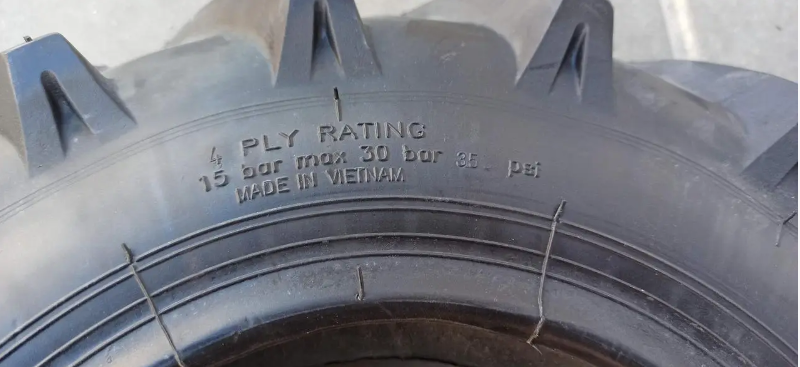 4 PLY RATING
15 bar max 30 bar 35 psi
MADE IN VIETNAM